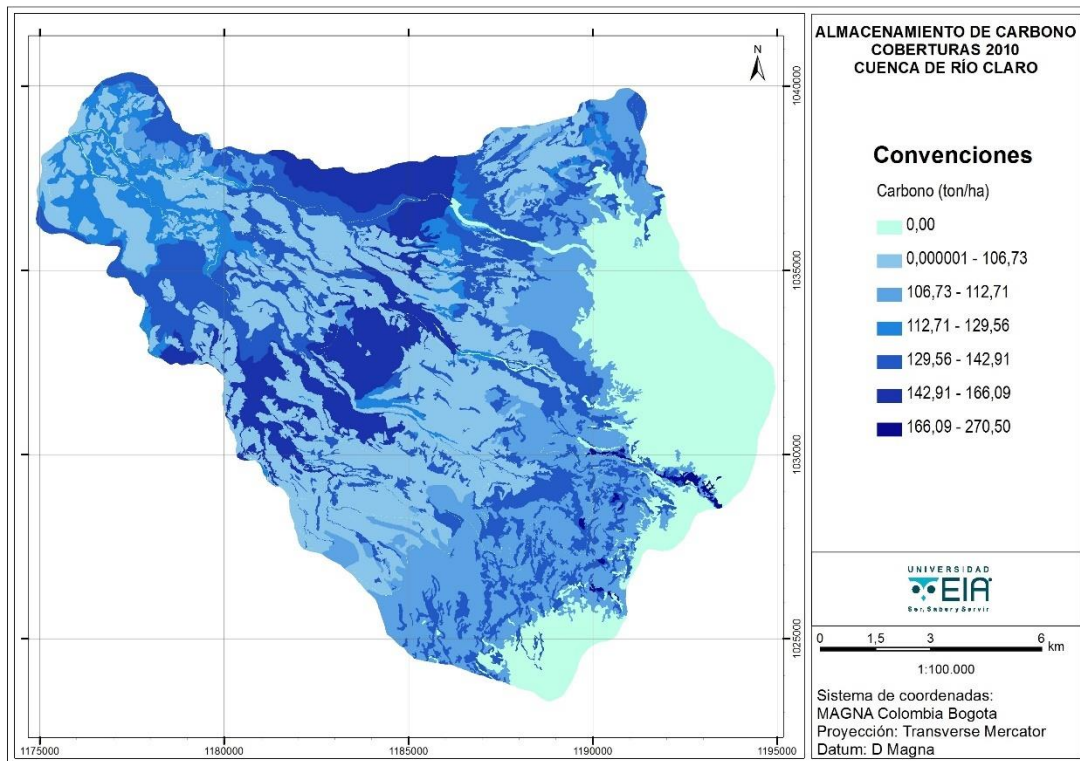 ALMACENAMIENTO DE CARBONO
COBERTURAS 2010
CUENCA DE RÍO CLARO
N
Convenciones
Carbono (ton/ha)
0,00
0,000001 - 106,73
106,73 - 112,71
112,71 - 129,56
129,56 - 142,91
142,91 - 166,09
166,09 - 270,50
1040000
1035000
1030000
1025000
1175000 1180000 1185000 1190000 1195000
UNIVERSIDAD
EIA
Ser, Saber y Servir
0 1,5 3 6
km
1:100.000
Sistema de coordenadas:
MAGNA Colombia Bogota
Proyección: Transverse Mercator
Datum: D Magna